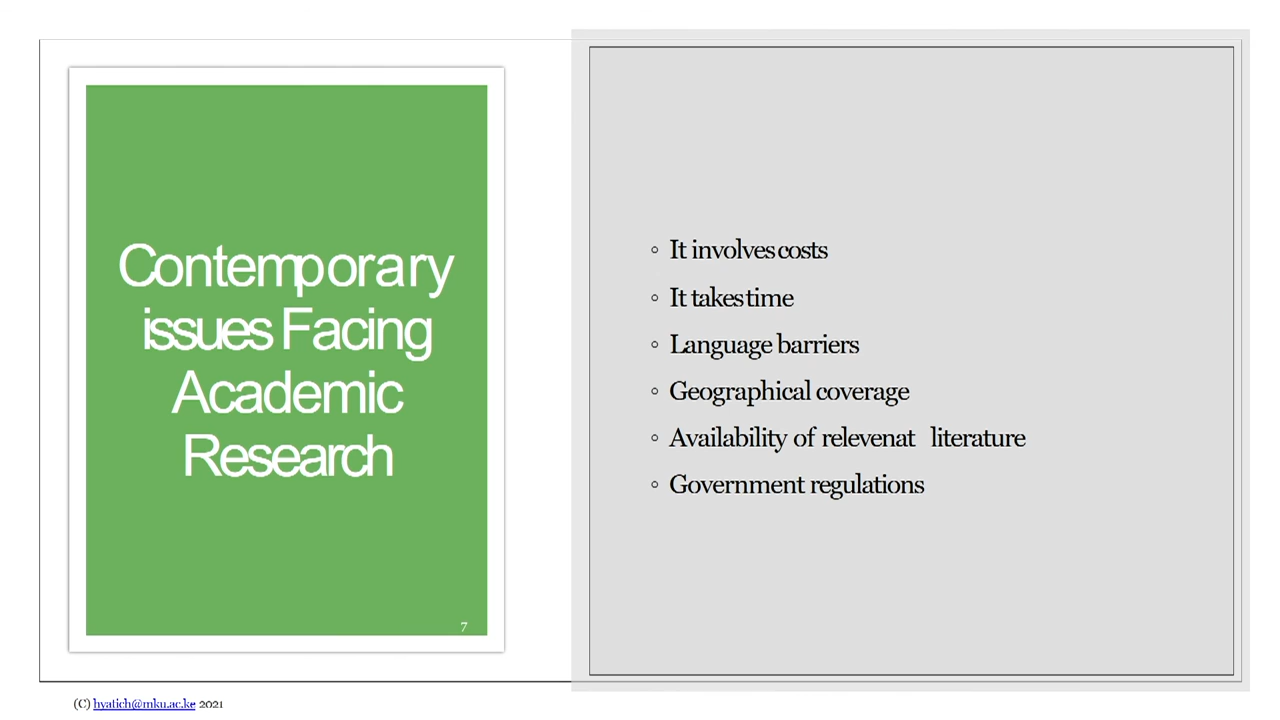 Contemporary
issues Facing
Academic
Research
7
◦ It involves costs
◦ It takes time
◦ Language barriers
◦ Geographical coverage
◦ Availability of relevenat literature
◦ Government regulations
(C) hyatich@mku.ac.ke 2021